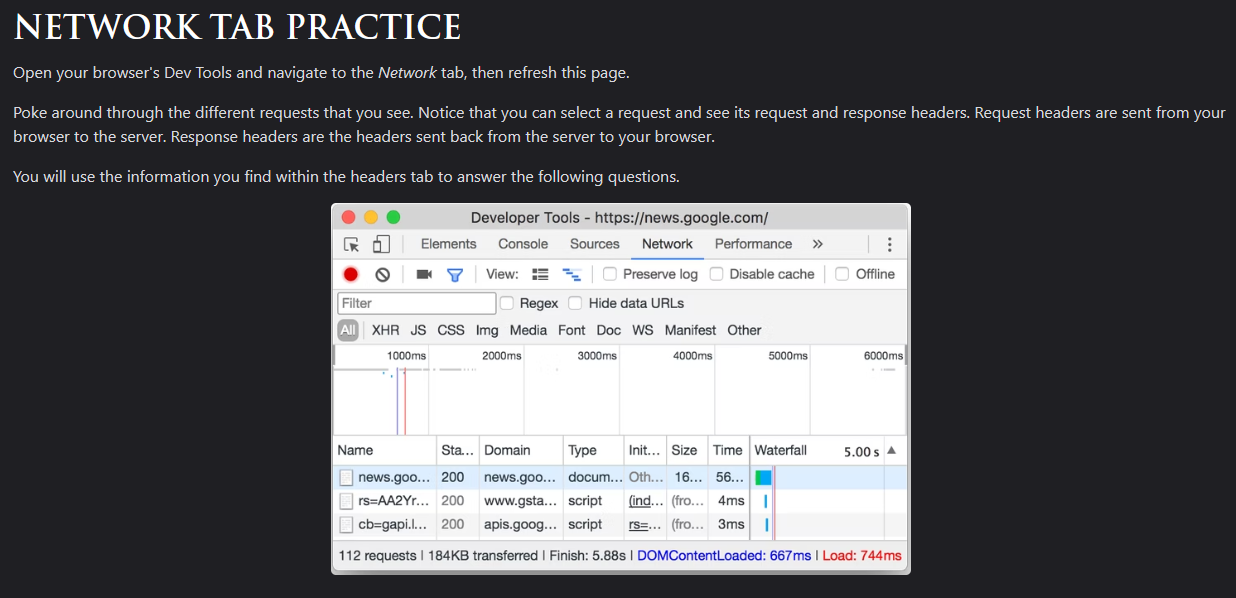 NETWORK TAB PRACTICE
Open your browser's Dev Tools and navigate to the Network tab, then refresh this page.
Poke around through the different requests that you see. Notice that you can select a request and see its request and response headers. Request headers are sent from your
browser to the server. Response headers are the headers sent back from the server to your browser.
You will use the information you find within the headers tab to answer the following questions.
Developer Tools - https://news.google.com/
Elements Console Sources Network Performance »
View: Preserve log Disable cache Offline
Filter Regex Hide data URLs
All XHR JS CSS Img Media Font Doc WS Manifest Other
1000ms 2000ms 3000ms 4000ms 5000ms 6000ms
Name Sta... Domain Type Init... Size Time Waterfall 5.00 s ▲
news.goo... 200 news.goo... docum... Oth... 16... 56...
rs=AA2Yr... 200 www.gsta... script (ind... (fro... 4ms
cb=gapi.l... 200 apis.goog... script rs=... (fro... 3ms
112 requests | 184KB transferred | Finish: 5.88s | DOMContentLoaded: 667ms | Load: 744ms